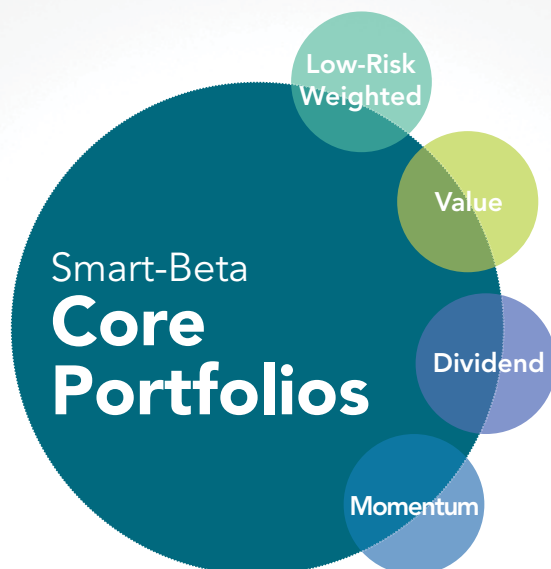 Low-Risk
Weighted
Value
Smart-Beta
Core
Portfolios
Dividend
Momentum